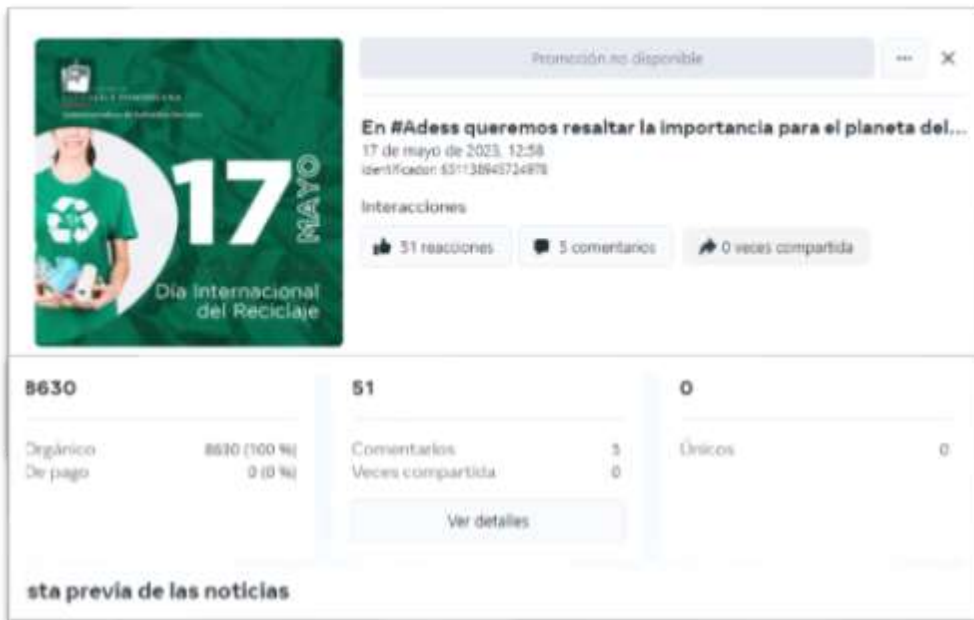 Promoción no disponible
En #Adess queremos resaltar la importancia para el planeta del...
17 de mayo de 2023, 12:58
Identificador: 631138945724978
Interacciones
51 reacciones
5 comentarios
0 veces compartida
17
MAYO
Día Internacional
del Reciclaje
8630
Orgánico 8630 (100 %)
De pago 0 (0 %)
51
Comentarios 5
Veces compartida 0
Ver detalles
0
Únicos 0
sta previa de las noticias